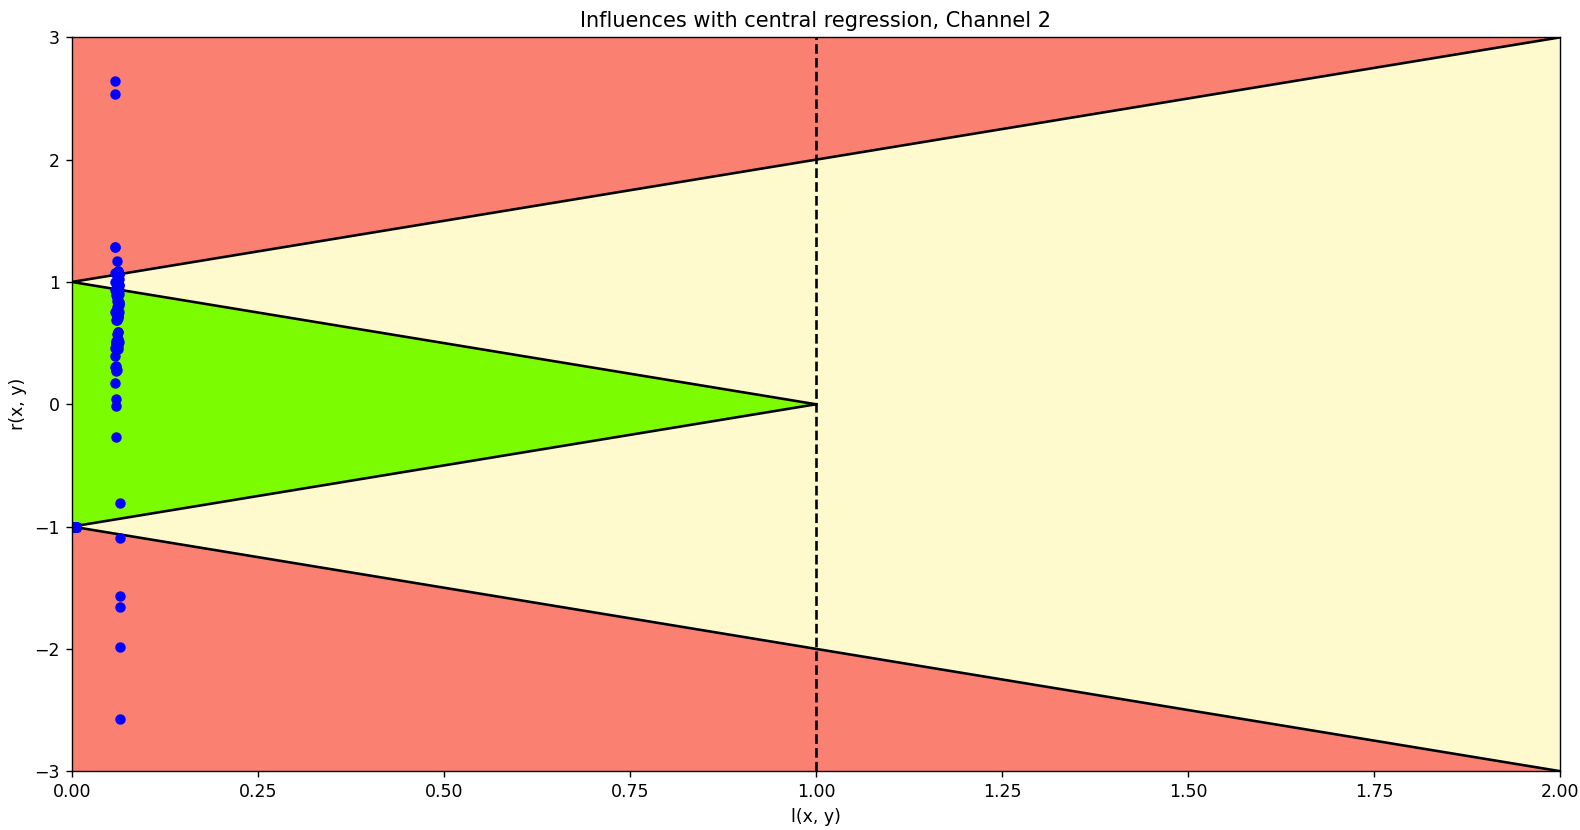 Influences with central regression, Channel 2
3
2
1
0
−1
−2
−3
r(x, y)
0.00 0.25 0.50 0.75 1.00 1.25 1.50 1.75 2.00
l(x, y)